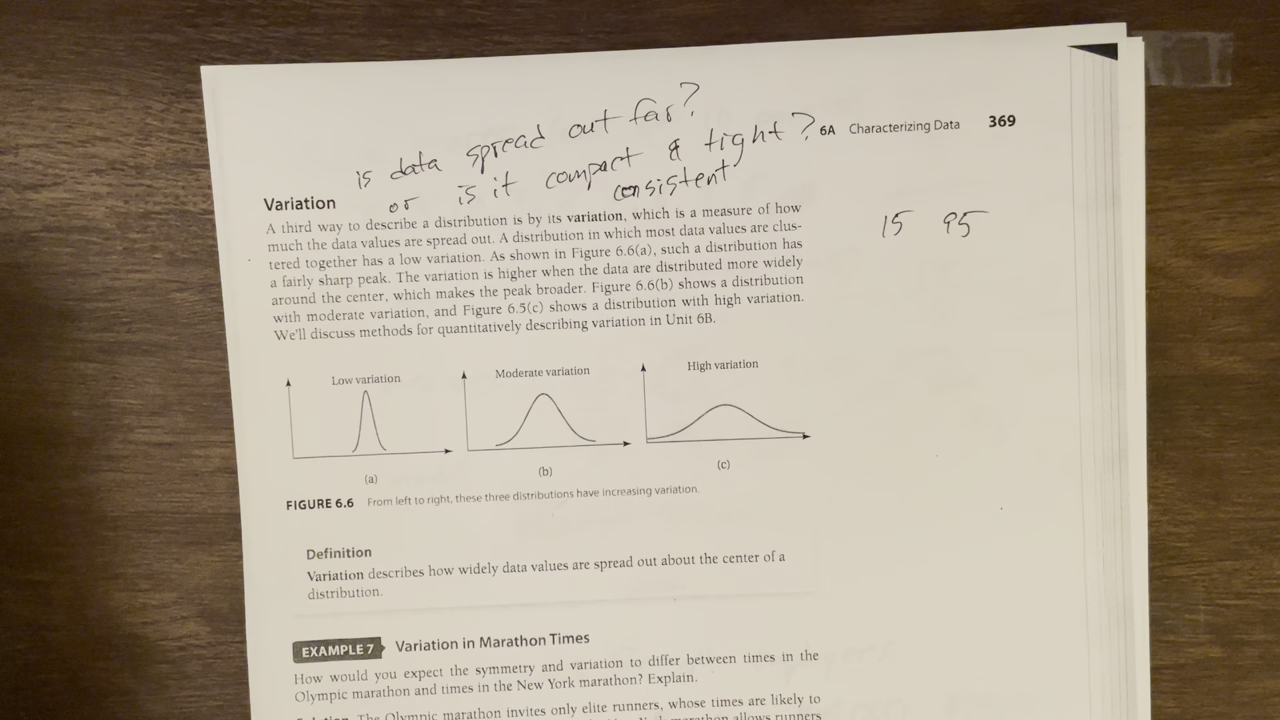 is data spread out far?
or is it compact & tight?
consistent
6A Characterizing Data 369
15 95
Variation
A third way to describe a distribution is by its variation, which is a measure of how
much the data values are spread out. A distribution in which most data values are clus-
tered together has a low variation. As shown in Figure 6.6(a), such a distribution has
a fairly sharp peak. The variation is higher when the data are distributed more widely
around the center, which makes the peak broader. Figure 6.6(b) shows a distribution
with moderate variation, and Figure 6.5(c) shows a distribution with high variation.
We'll discuss methods for quantitatively describing variation in Unit 6B.
Low variation
Moderate variation
High variation
(a)
(b)
(c)
FIGURE 6.6 From left to right, these three distributions have increasing variation.
Definition
Variation describes how widely data values are spread out about the center of a
distribution.
EXAMPLE 7 Variation in Marathon Times
How would you expect the symmetry and variation to differ between times in the
Olympic marathon and times in the New York marathon? Explain.
Solution The Olympic marathon invites only elite runners, whose times are likely to
marathon allows runners